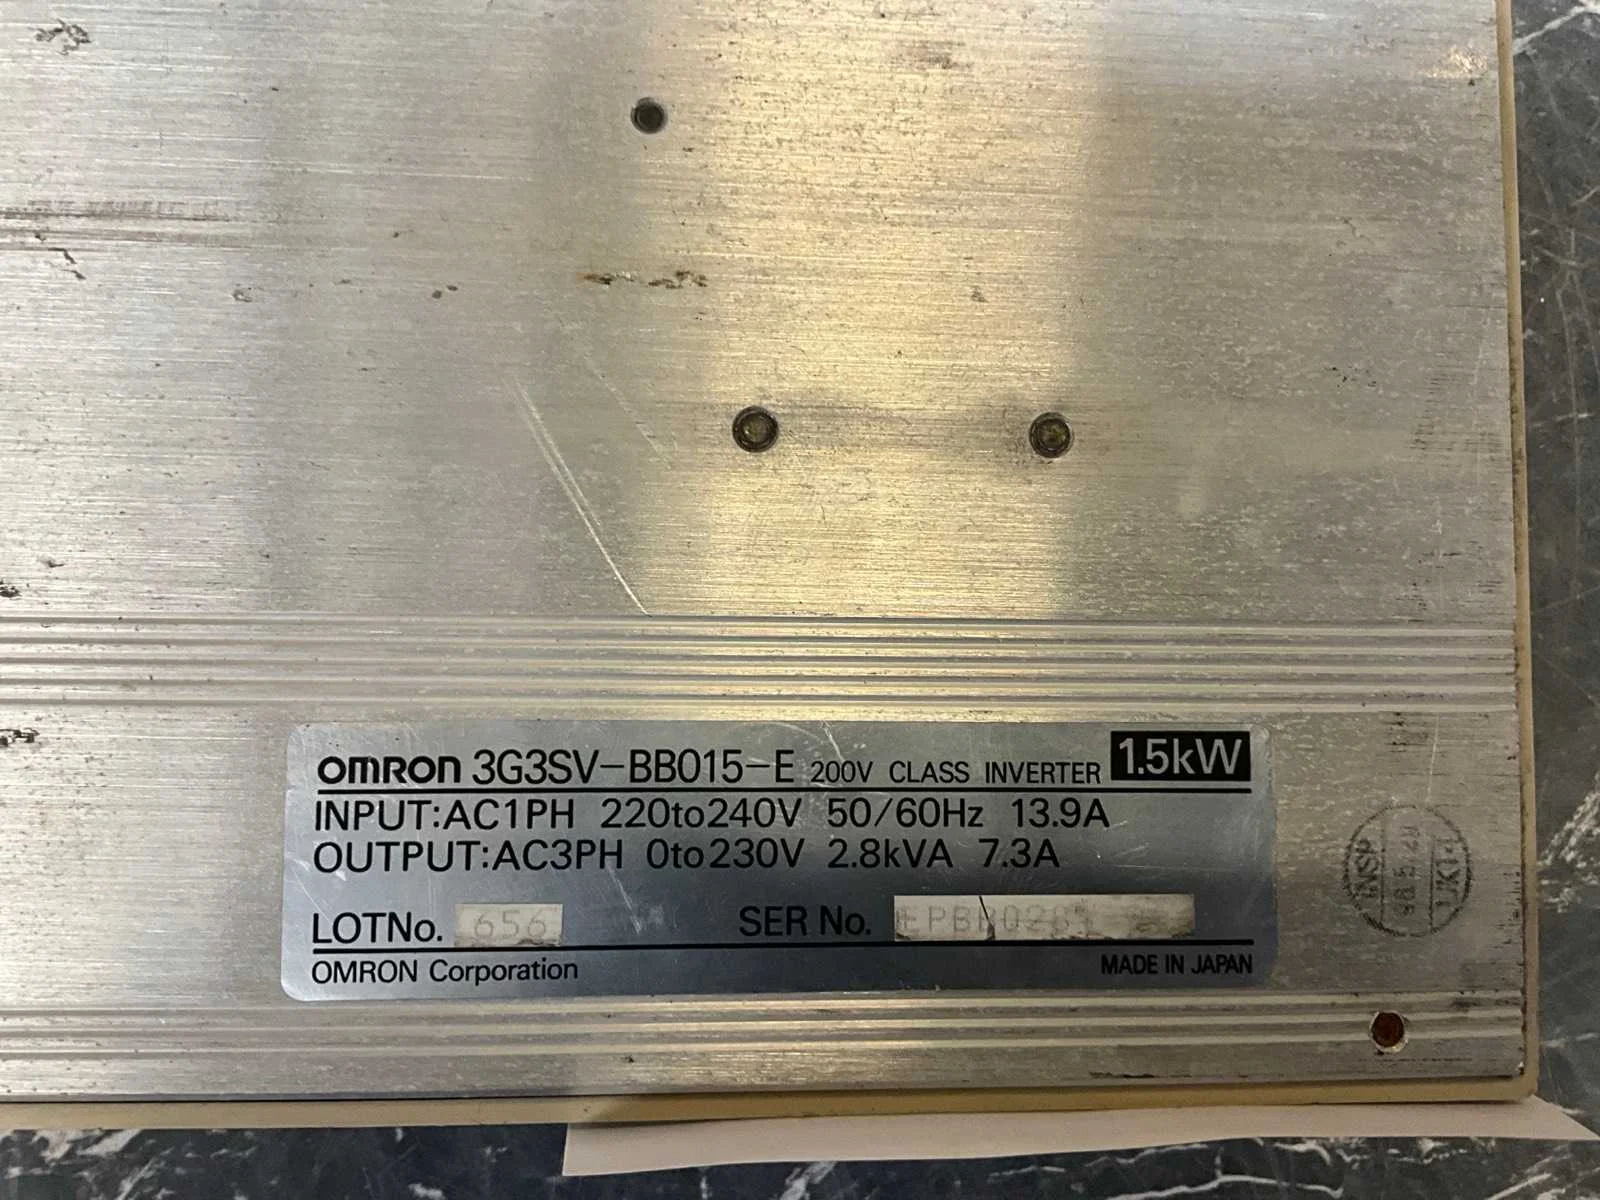 omron 3G3SV-BB015-E 200V CLASS INVERTER 1.5kW
INPUT:AC1PH 220to240V 50/60Hz 13.9A
OUTPUT:AC3PH 0to230V 2.8kVA 7.3A
LOTNo. 656 SER No.
OMRON Corporation MADE IN JAPAN
INSP